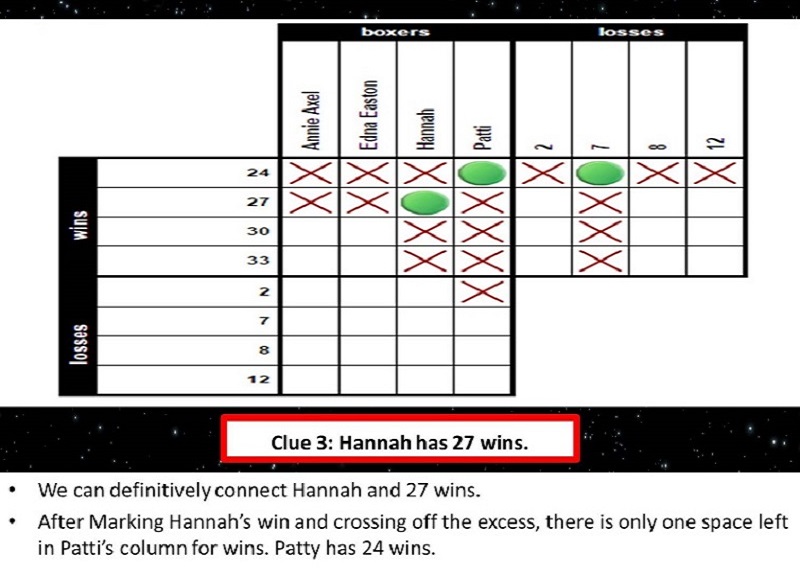 boxers losses
Annie Axel Edna Easton Hannah Patti 2 7 8 12
wins
24
27
30
33
losses
2
7
8
12
Clue 3: Hannah has 27 wins.
• We can definitively connect Hannah and 27 wins.
• After Marking Hannah’s win and crossing off the excess, there is only one space left
in Patti’s column for wins. Patty has 24 wins.